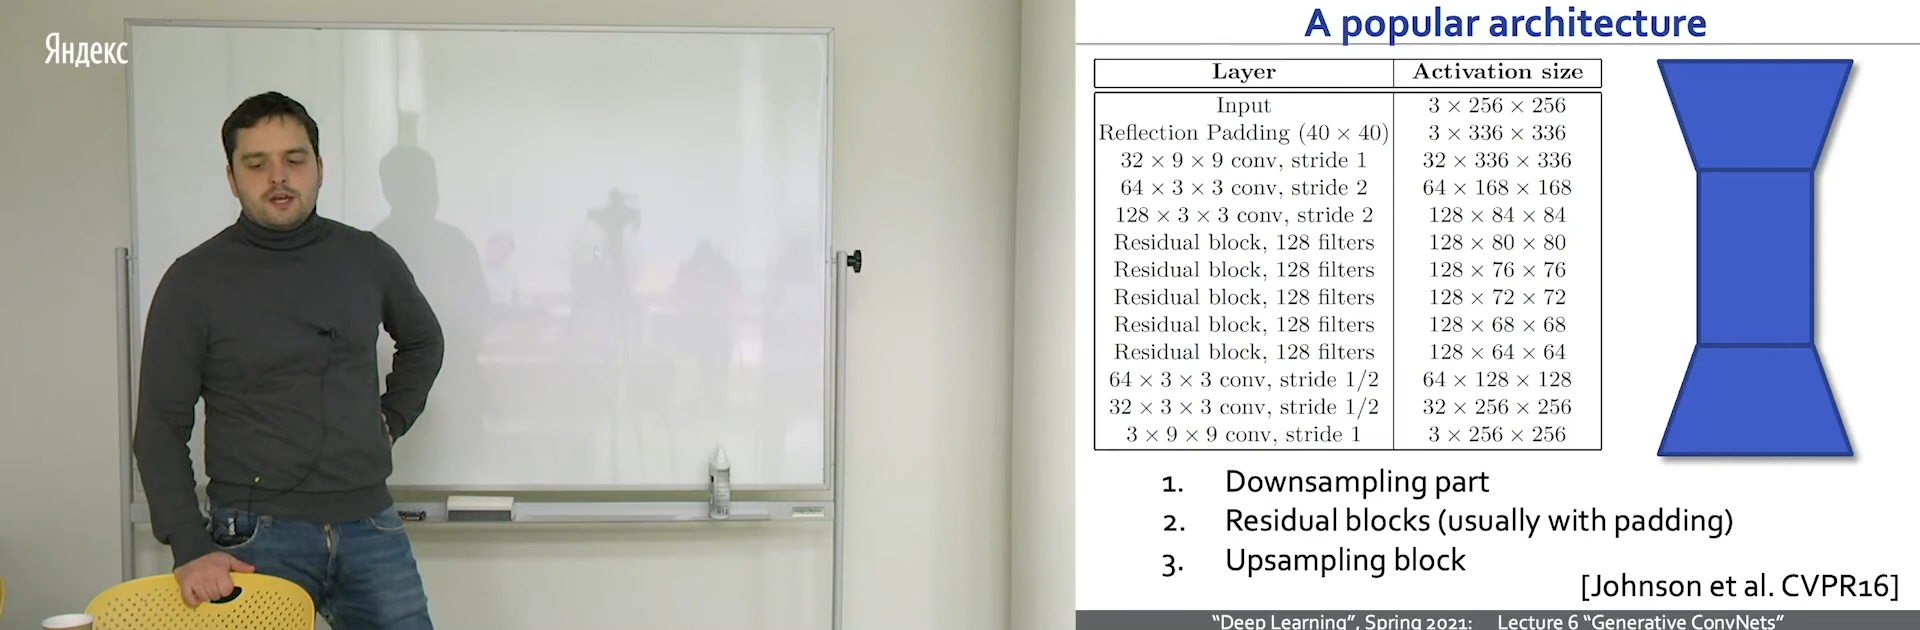 Яндекс
A popular architecture
Layer Activation size
Input 3 × 256 × 256
Reflection Padding (40 × 40) 3 × 336 × 336
32 × 9 × 9 conv, stride 1 32 × 336 × 336
64 × 3 × 3 conv, stride 2 64 × 168 × 168
128 × 3 × 3 conv, stride 2 128 × 84 × 84
Residual block, 128 filters 128 × 80 × 80
Residual block, 128 filters 128 × 76 × 76
Residual block, 128 filters 128 × 72 × 72
Residual block, 128 filters 128 × 68 × 68
Residual block, 128 filters 128 × 64 × 64
64 × 3 × 3 conv, stride 1/2 64 × 128 × 128
32 × 3 × 3 conv, stride 1/2 32 × 256 × 256
3 × 9 × 9 conv, stride 1 3 × 256 × 256
1. Downsampling part
2. Residual blocks (usually with padding)
3. Upsampling block
[Johnson et al. CVPR16]
"Deep Learning", Spring 2021: Lecture 6 "Generative ConvNets"